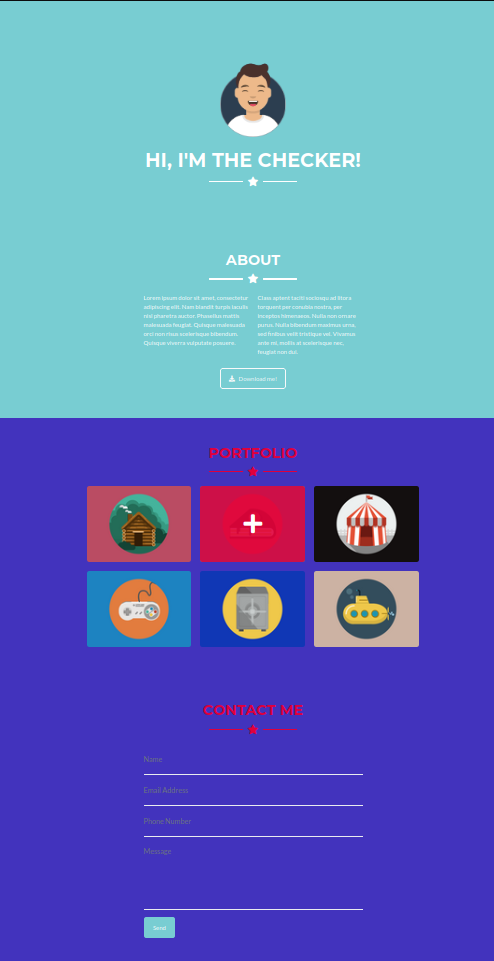 HI, I'M THE CHECKER!
ABOUT
Lorem ipsum dolor sit amet, consectetur
adipiscing elit. Nam blandit turpis iaculis
nisl pharetra auctor. Phasellus mattis
malesuada feugiat. Quisque malesuada
orci non risus scelerisque bibendum.
Quisque viverra vulputate posuere.
Class aptent taciti sociosqu ad litora
torquent per conubia nostra, per
inceptos himenaeos. Nulla non ornare
purus. Nulla bibendum maximus urna,
sed finibus velit tristique vel. Vivamus
ante mi, mattis at scelerisque nec,
feugiat non dui.
Download me!
PORTFOLIO
CONTACT ME
Name
Email Address
Phone Number
Message
Send